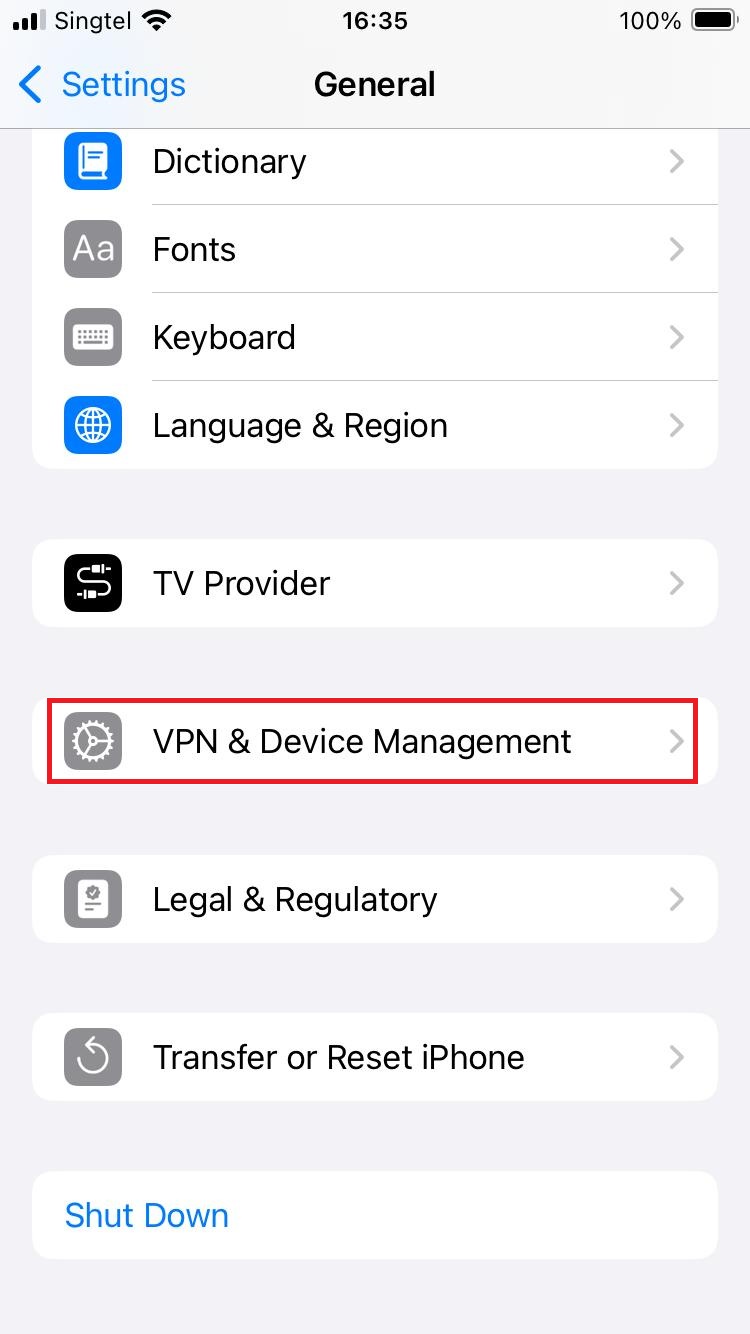 Singtel 16:35 100%
Settings General
Dictionary
Aa Fonts
Keyboard
Language & Region
TV Provider
VPN & Device Management
Legal & Regulatory
Transfer or Reset iPhone
Shut Down